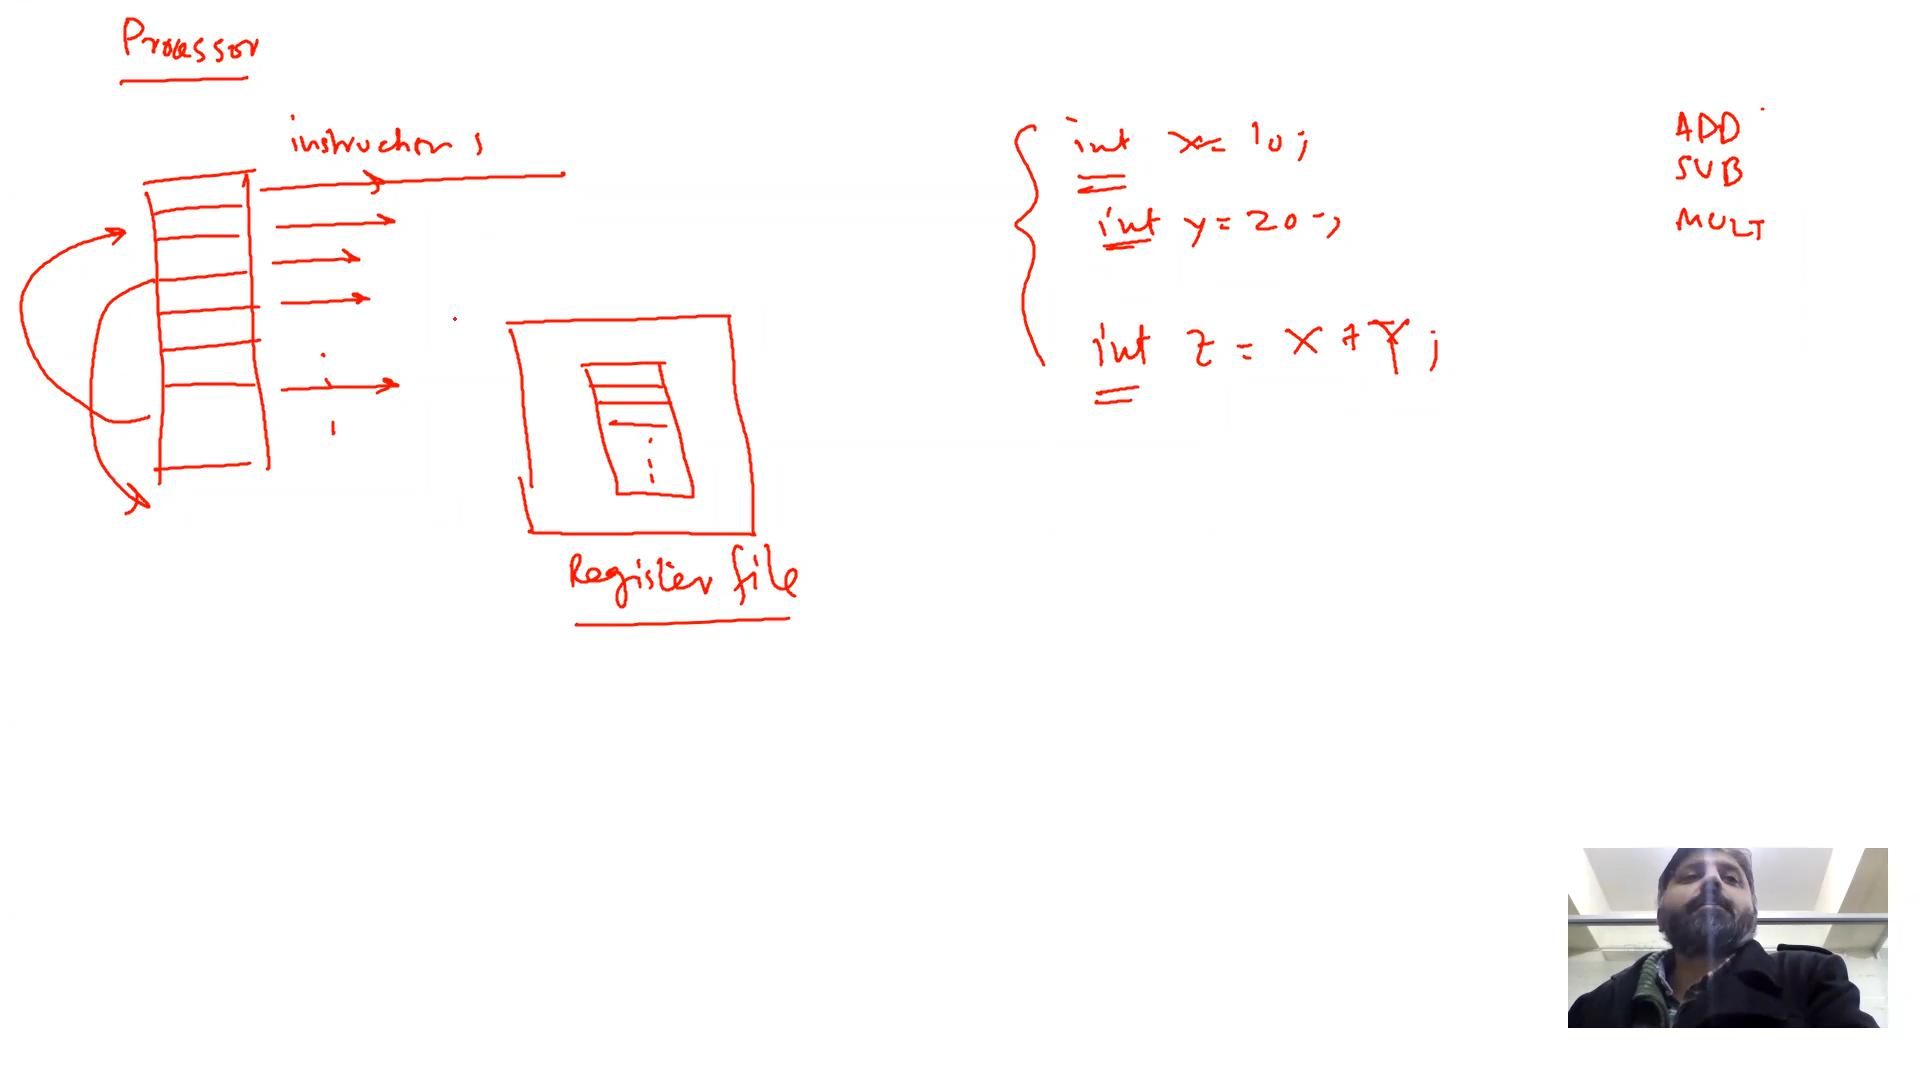 Processor
instructions
Register file
int x = 10;
int y = 20;
int z = X + Y;
ADD
SUB
MULT